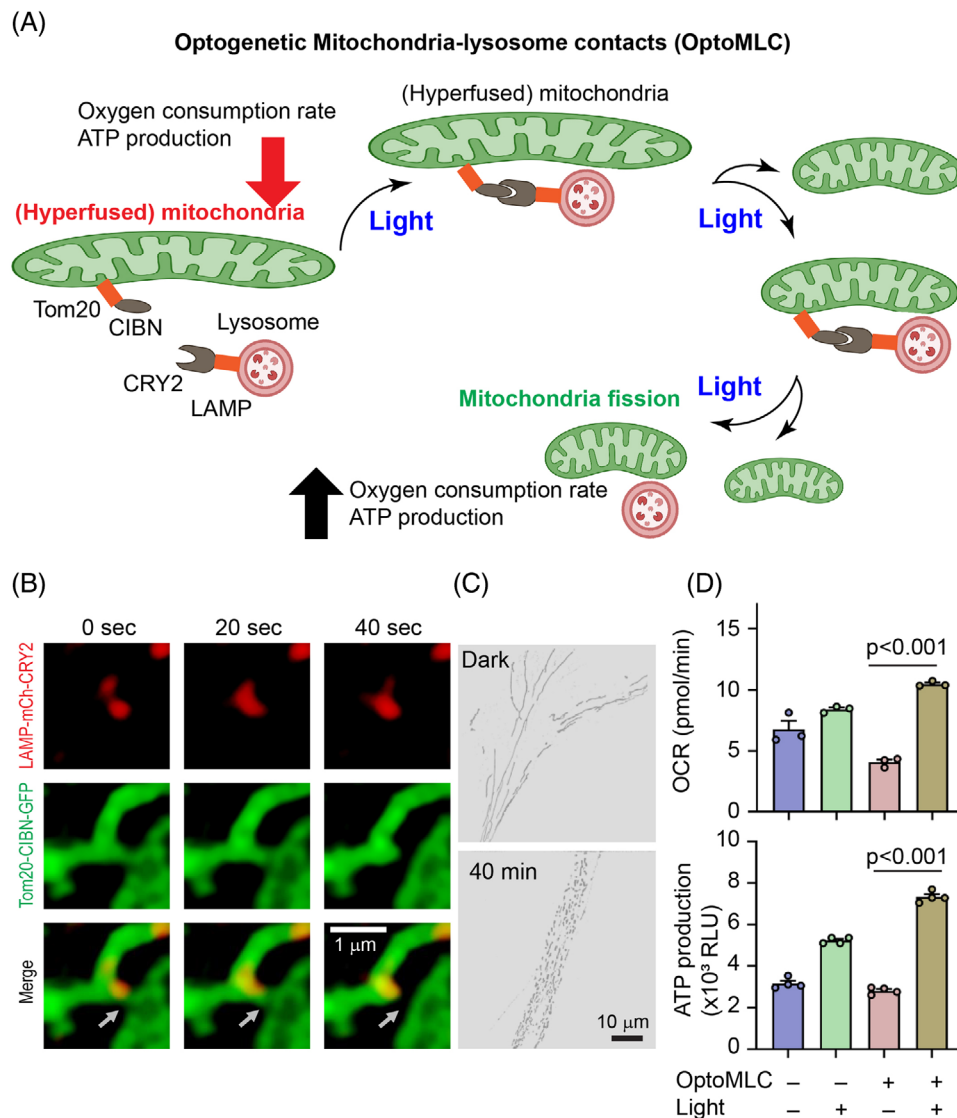 (A)
Optogenetic Mitochondria-lysosome contacts (OptoMLC)
Oxygen consumption rate
ATP production
(Hyperfused) mitochondria
(Hyperfused) mitochondria
Light
Light
Tom20
CIBN
Lysosome
CRY2
LAMP
Light
Mitochondria fission
Oxygen consumption rate
ATP production
(B)
0 sec
20 sec
40 sec
LAMP-mCh-CRY2
Tom20-CIBN-GFP
Merge
1 μm
(C)
Dark
40 min
10 μm
(D)
p<0.001
OCR (pmol/min)
15
10
5
0
p<0.001
ATP production
(x10³ RLU)
10
8
6
4
2
0
OptoMLC – – + +
Light – + – +